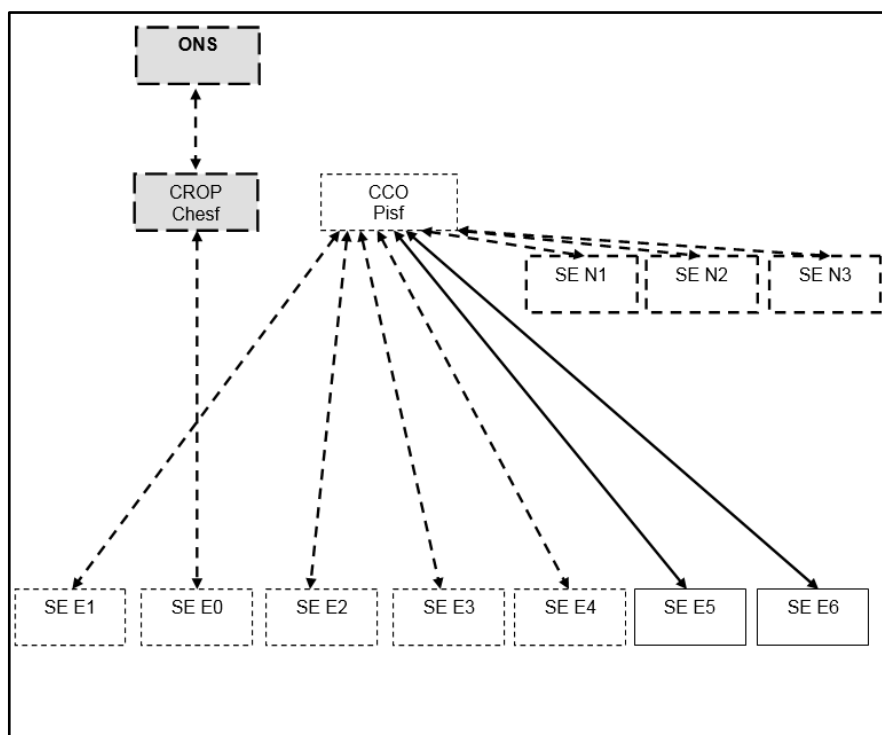 ONS
CROP
Chesf
CCO
Pisf
SE N1
SE N2
SE N3
SE E1
SE E0
SE E2
SE E3
SE E4
SE E5
SE E6